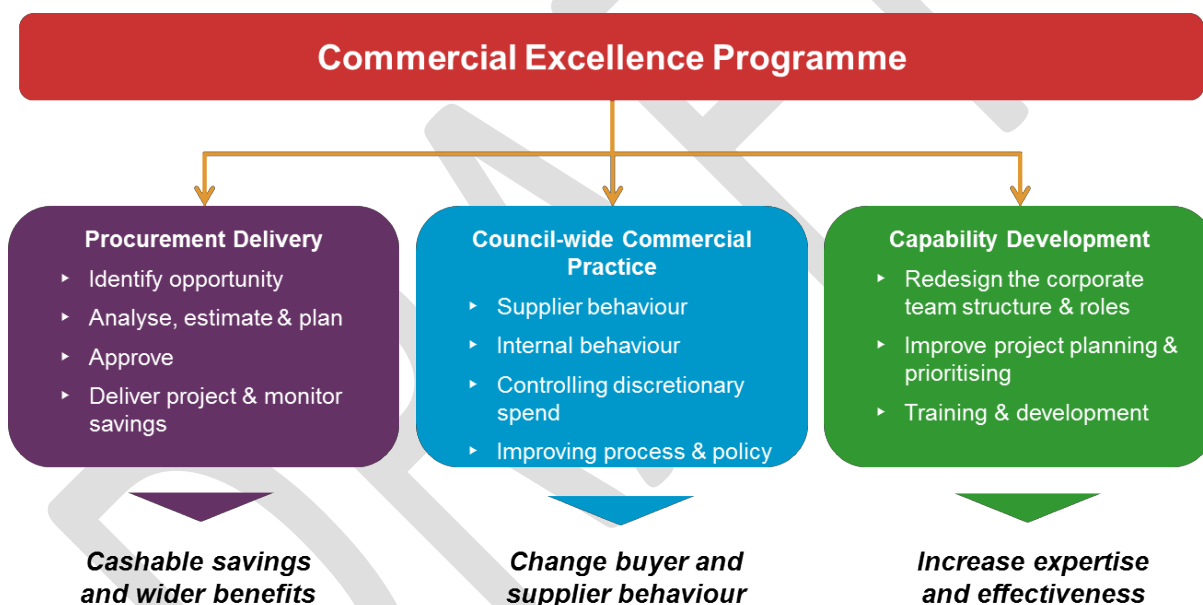 Commercial Excellence Programme
Procurement Delivery
‣ Identify opportunity
‣ Analyse, estimate & plan
‣ Approve
‣ Deliver project & monitor
savings
Council-wide Commercial
Practice
‣ Supplier behaviour
‣ Internal behaviour
‣ Controlling discretionary
spend
‣ Improving process & policy
Capability Development
‣ Redesign the corporate
team structure & roles
‣ Improve project planning &
prioritising
‣ Training & development
Cashable savings
and wider benefits
Change buyer and
supplier behaviour
Increase expertise
and effectiveness
DRAFT